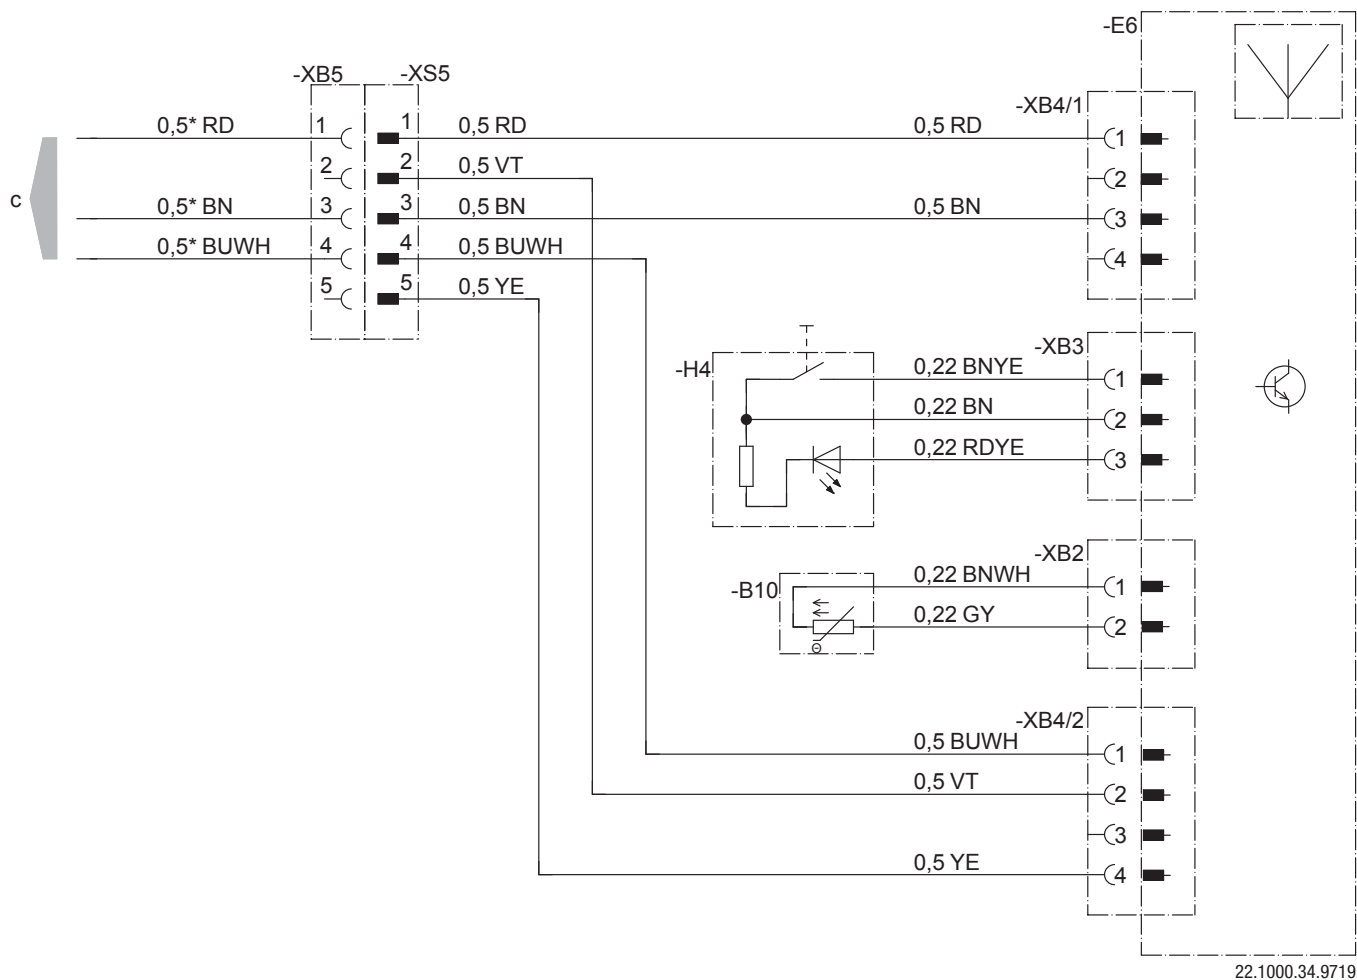 -E6
-XB5 -XS5
-XB4/1
0,5* RD 1 1 0,5 RD 0,5 RD 1
2 2 0,5 VT 2
c 0,5* BN 3 3 0,5 BN 0,5 BN 3
0,5* BUWH 4 4 0,5 BUWH 4
5 5 0,5 YE
-XB3
-H4 0,22 BNYE 1
0,22 BN 2
0,22 RDYE 3
-XB2
-B10 0,22 BNWH 1
0,22 GY 2
Θ
-XB4/2
0,5 BUWH 1
0,5 VT 2
3
0,5 YE 4
22.1000.34.9719